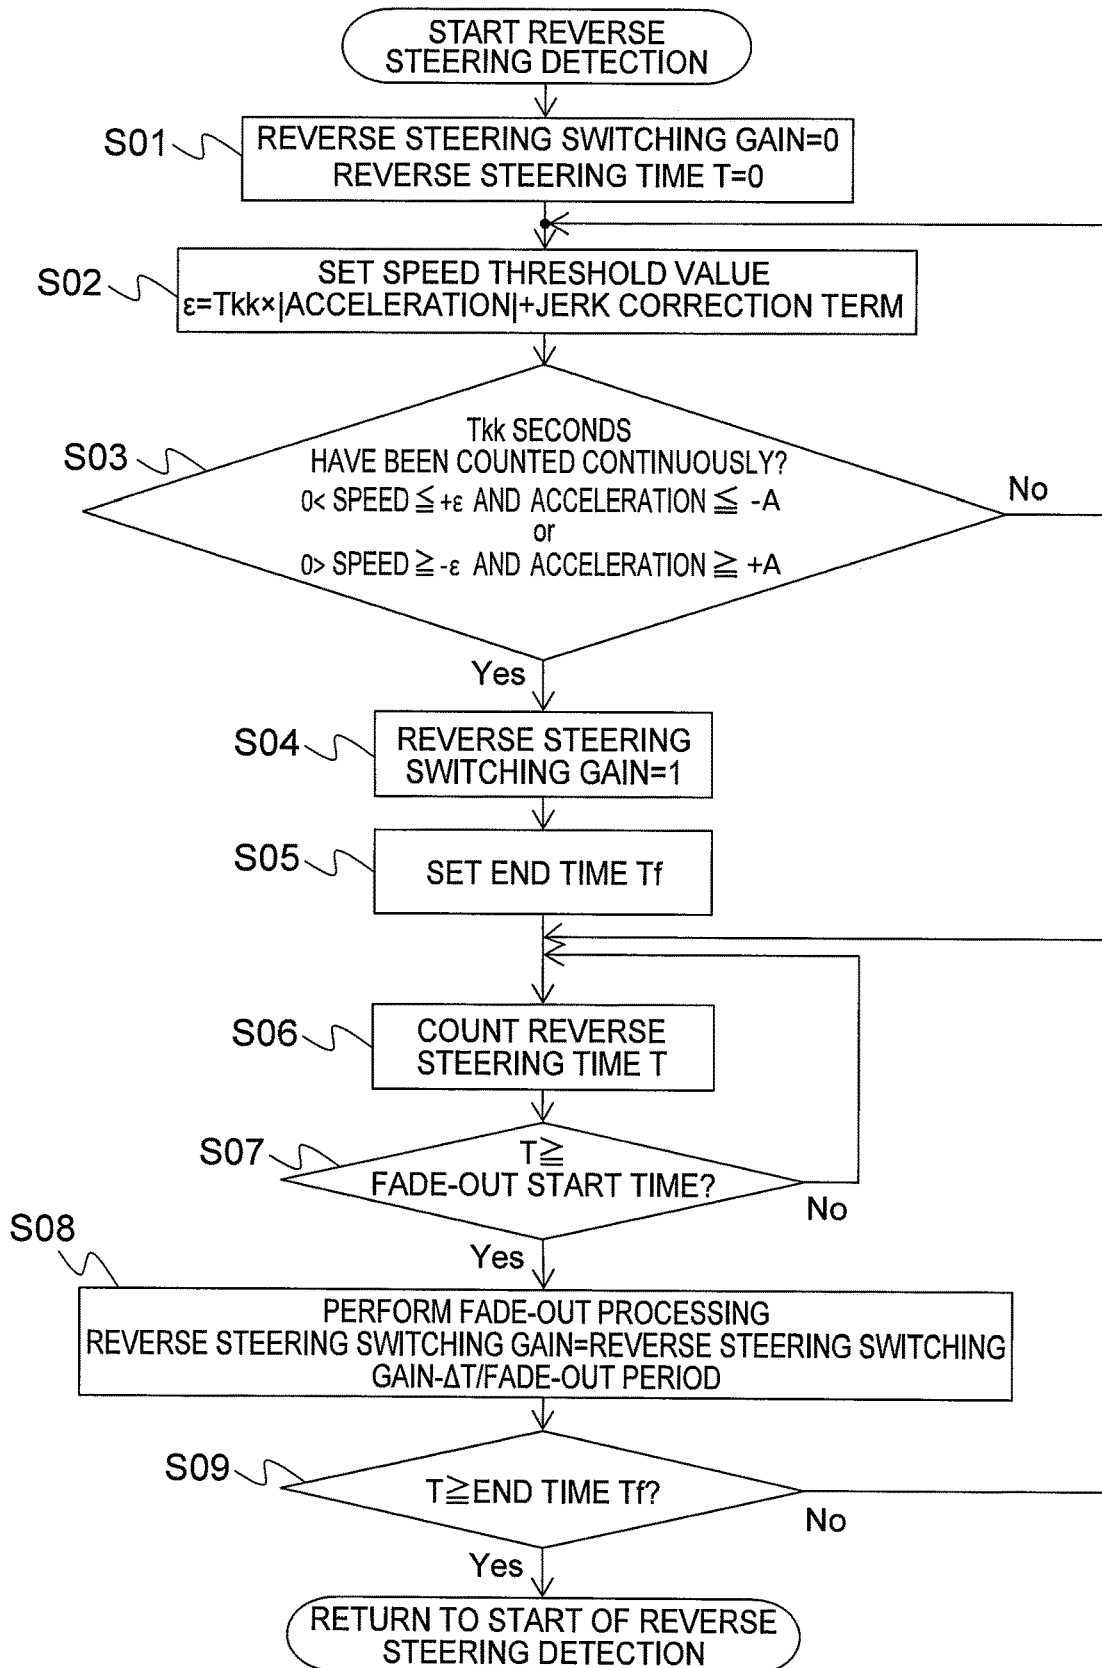 START REVERSE
STEERING DETECTION
S01
REVERSE STEERING SWITCHING GAIN=0
REVERSE STEERING TIME T=0
S02
SET SPEED THRESHOLD VALUE
ε=Tkk×|ACCELERATION|+JERK CORRECTION TERM
S03
Tkk SECONDS
HAVE BEEN COUNTED CONTINUOUSLY?
0< SPEED ≦ +ε AND ACCELERATION ≦ -A
or
0> SPEED ≧ -ε AND ACCELERATION ≧ +A
No
Yes
S04
REVERSE STEERING
SWITCHING GAIN=1
S05
SET END TIME Tf
S06
COUNT REVERSE
STEERING TIME T
S07
T≧
FADE-OUT START TIME?
No
Yes
S08
PERFORM FADE-OUT PROCESSING
REVERSE STEERING SWITCHING GAIN=REVERSE STEERING SWITCHING
GAIN-ΔT/FADE-OUT PERIOD
S09
T≧END TIME Tf?
No
Yes
RETURN TO START OF REVERSE
STEERING DETECTION